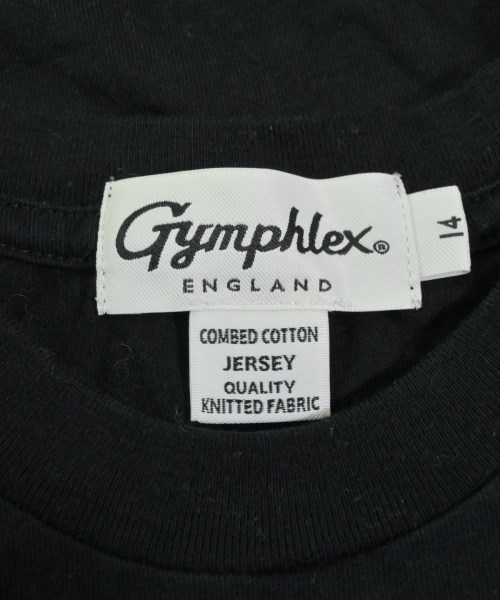 Gymphlex®
ENGLAND
14
COMBED COTTON
JERSEY
QUALITY
KNITTED FABRIC